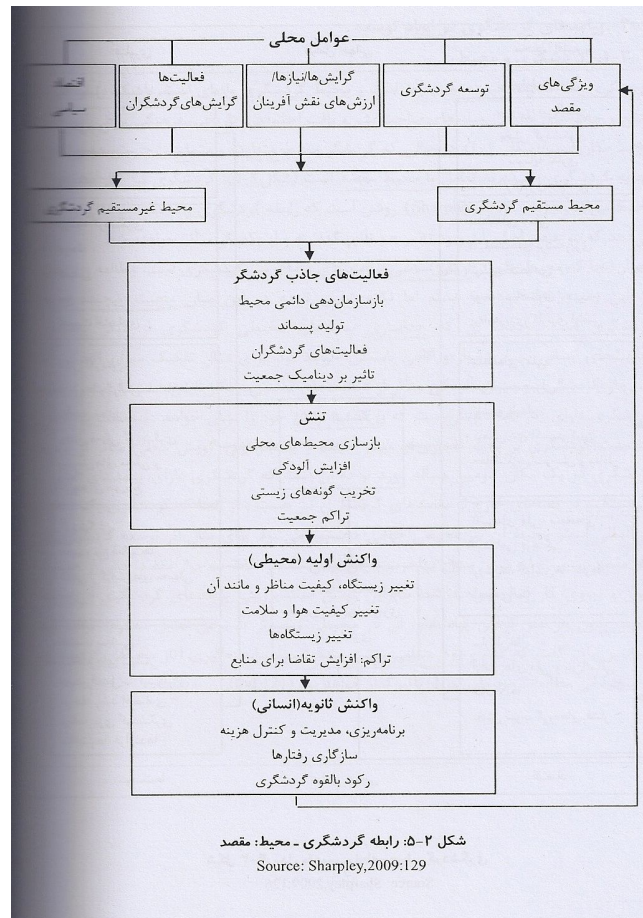 عوامل محلی
ویژگی‌های
مقصد
توسعه گردشگری
گرایش‌ها/نیازها/
ارزش‌های نقش آفرینان
فعالیت‌ها
گرایش‌های گردشگران
اقتصاد
سیاسی
محیط مستقیم گردشگری
محیط غیرمستقیم گردشگری
فعالیت‌های جاذب گردشگر
بازسازمان‌دهی دائمی محیط
تولید پسماند
فعالیت‌های گردشگران
تاثیر بر دینامیک جمعیت
تنش
بازسازی محیط‌های محلی
افزایش آلودگی
تخریب گونه‌های زیستی
تراکم جمعیت
واکنش اولیه (محیطی)
تغییر زیستگاه، کیفیت مناظر و مانند آن
تغییر کیفیت هوا و سلامت
تغییر زیستگاه‌ها
تراکم: افزایش تقاضا برای منابع
واکنش ثانویه(انسانی)
برنامه‌ریزی، مدیریت و کنترل هزینه
سازگاری رفتارها
رکود بالقوه گردشگری
شکل ۲-۵: رابطه گردشگری ـ محیط: مقصد
Source: Sharpley,2009:129